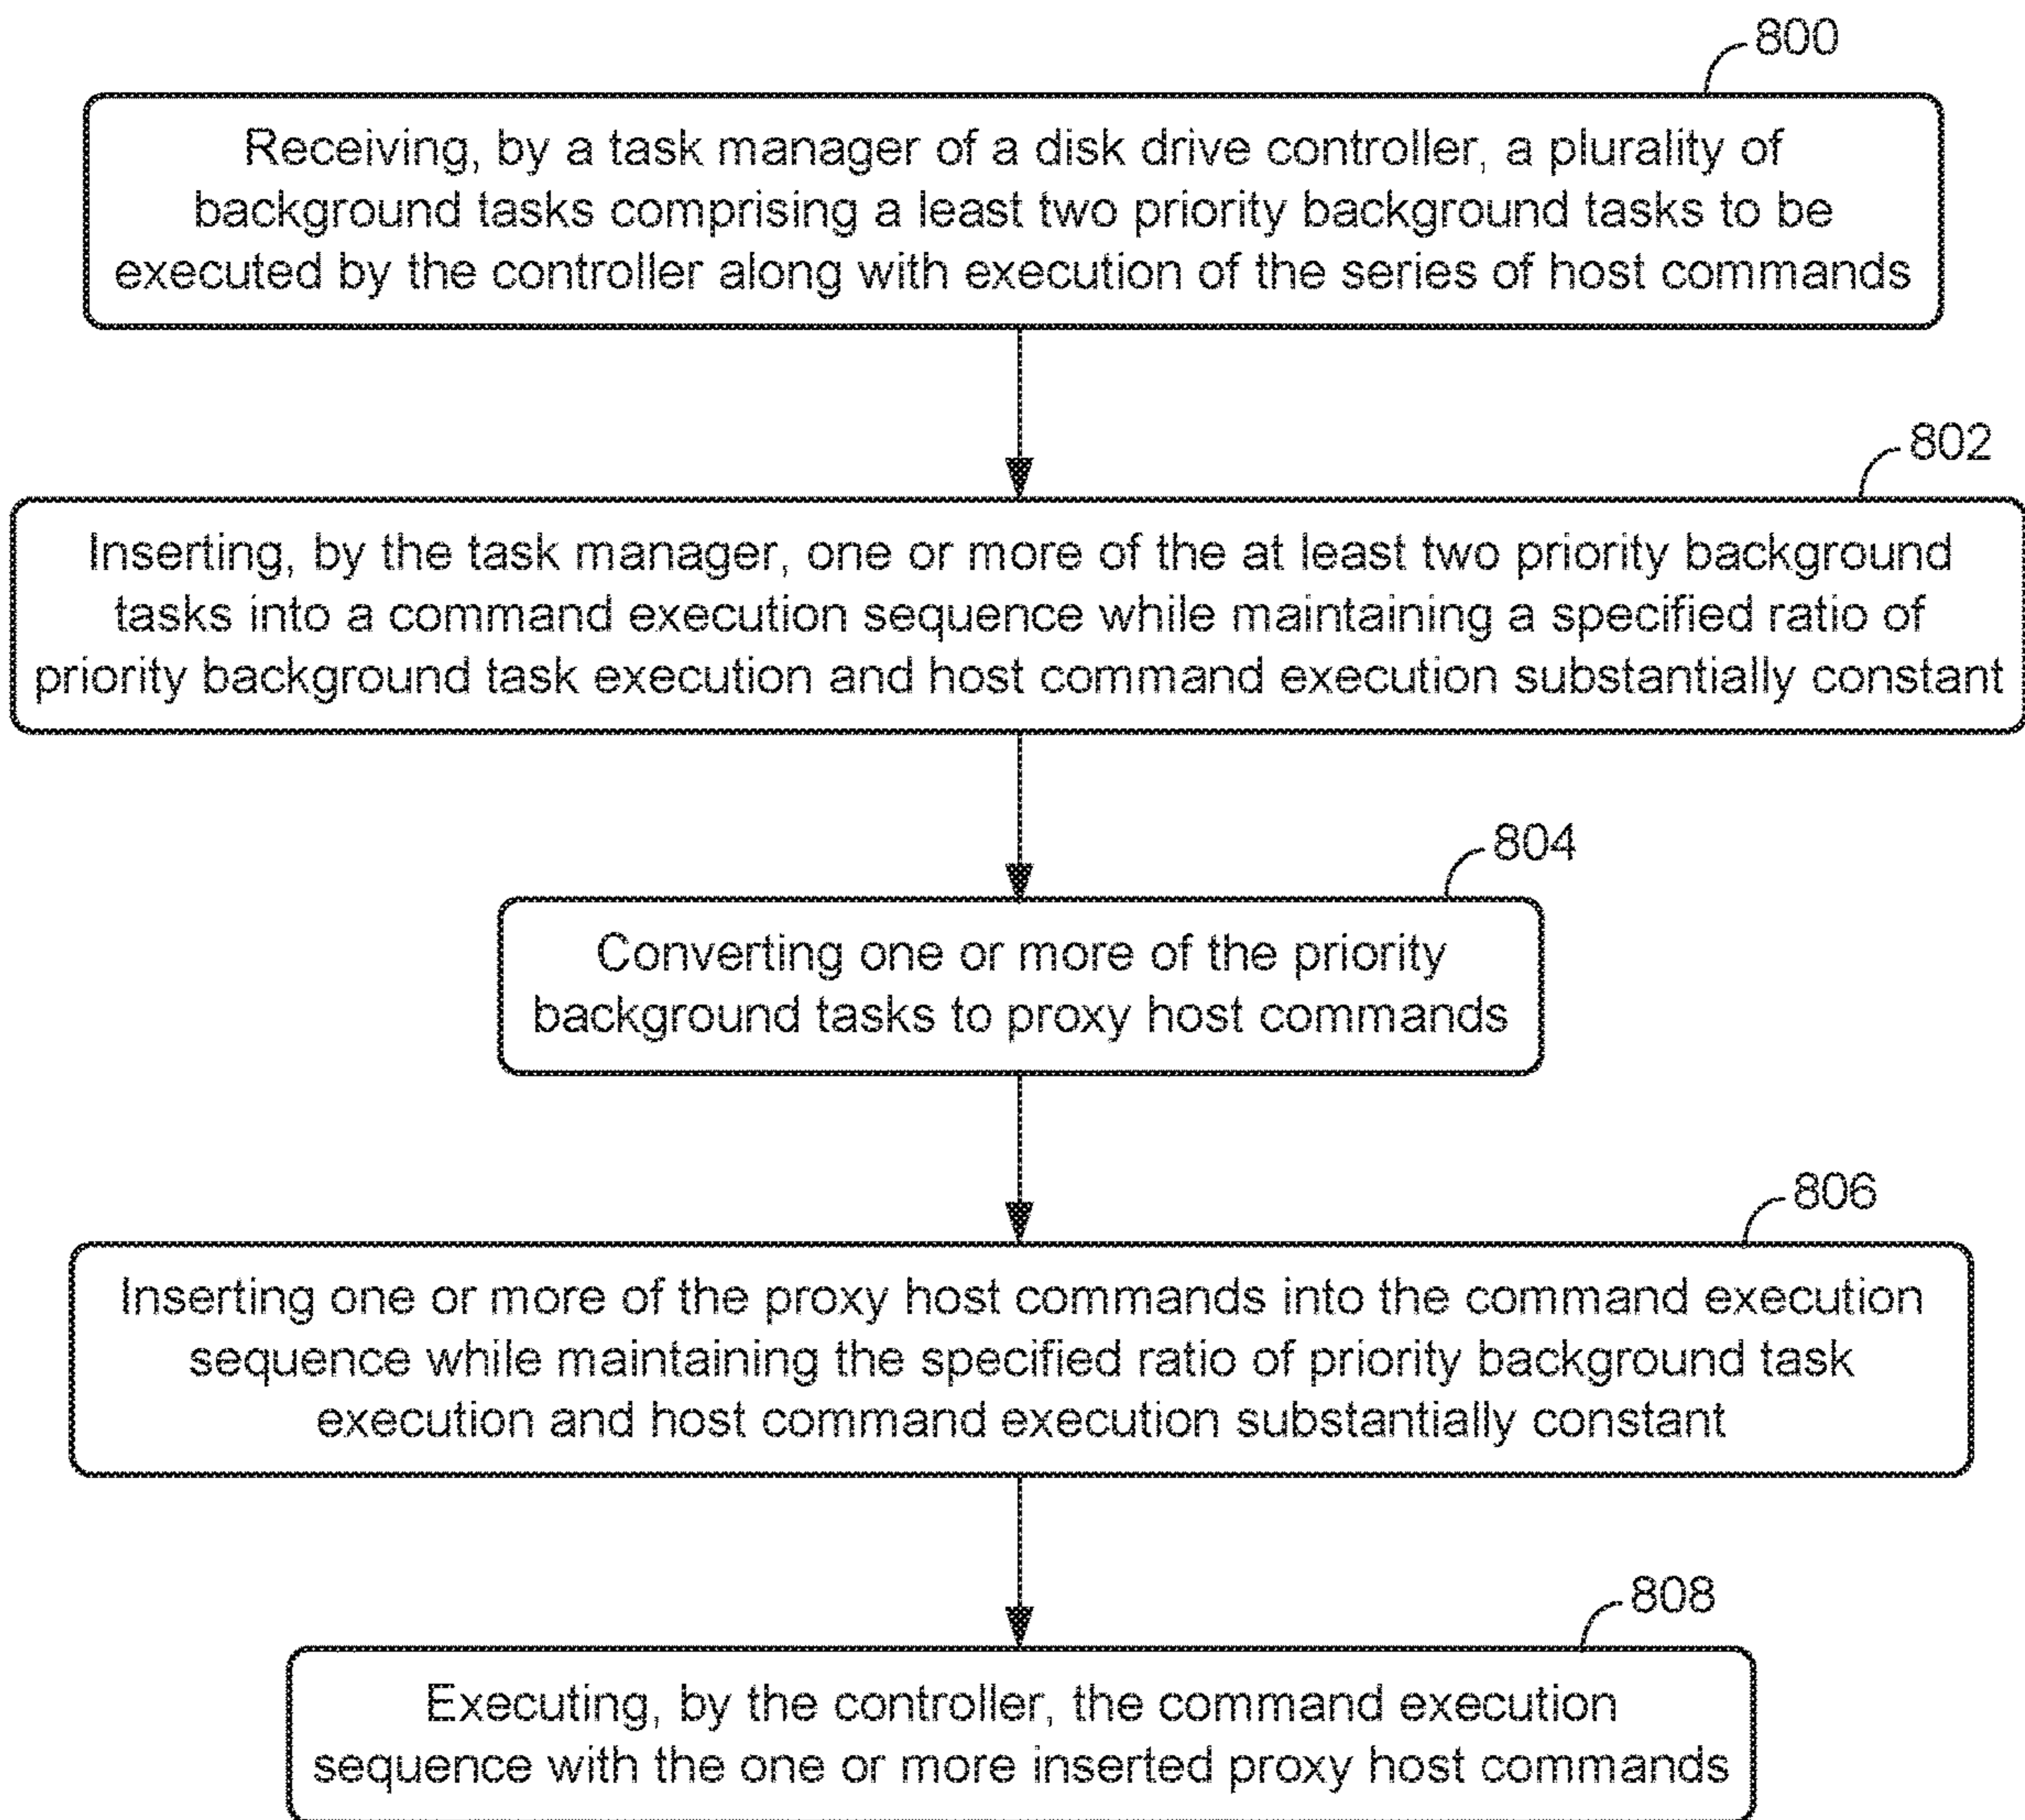 800
Receiving, by a task manager of a disk drive controller, a plurality of
background tasks comprising a least two priority background tasks to be
executed by the controller along with execution of the series of host commands
802
Inserting, by the task manager, one or more of the at least two priority background
tasks into a command execution sequence while maintaining a specified ratio of
priority background task execution and host command execution substantially constant
804
Converting one or more of the priority
background tasks to proxy host commands
806
Inserting one or more of the proxy host commands into the command execution
sequence while maintaining the specified ratio of priority background task
execution and host command execution substantially constant
808
Executing, by the controller, the command execution
sequence with the one or more inserted proxy host commands